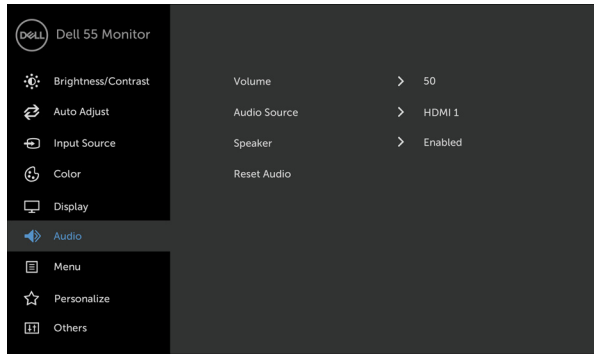 DELL Dell 55 Monitor
Brightness/Contrast
Auto Adjust
Input Source
Color
Display
Audio
Menu
Personalize
Others
Volume 50
Audio Source HDMI 1
Speaker Enabled
Reset Audio